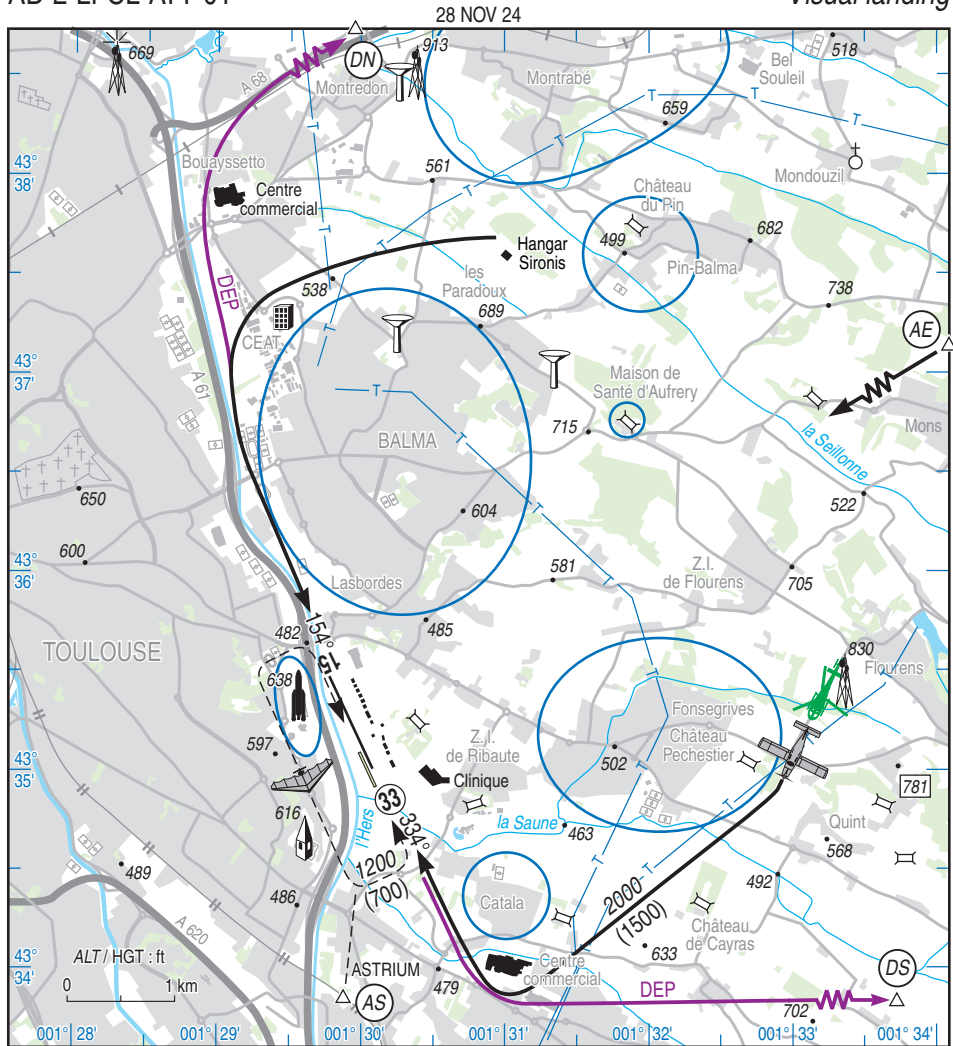 AD 2 LFCL APP 01
Visual landing
28 NOV 24
669
DN
913
518
Bel
Soleil
A 68
Montredon
Montrabé
659
T
T
T
43°
38'
Bouayssetto
561
Mondouzil
Centre
commercial
Château
du Pin
T
499
682
Hangar
Sironis
Pin-Balma
T
DEP
538
les
Paradoux
738
T
689
CEAT
AE
43°
37'
A 61
Maison de
Santé d'Aufrery
T
Mons
715
BALMA
la Seillonne
T
650
604
522
600
43°
36'
581
Z.I.
de Flourens
705
T
Lasbordes
485
482
154°
15
TOULOUSE
830
Flourens
638
T
T
Fonsegrives
597
Z.I.
de Ribaute
Château
Pechestier
502
43°
35'
Clinique
T
781
33
616
l'Hers
334°
la Saune
463
Quint
568
1200
(700)
489
492
486
Catala
2000
(1500)
T
T
Château
de Cayras
A 620
633
ALT / HGT : ft
43°
34'
0
1 km
ASTRIUM
479
Centre
commercial
DS
AS
DEP
702
001° 28'
001° 29'
001° 30'
001° 31'
001° 32'
001° 33'
001° 34'